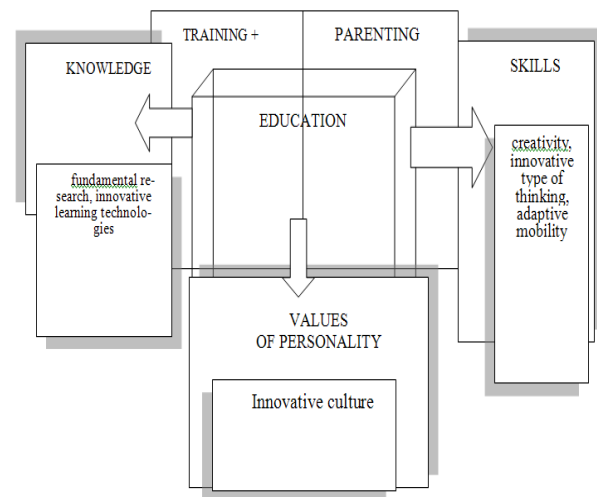 TRAINING +
PARENTING
KNOWLEDGE
SKILLS
EDUCATION
fundamental re-
search, innovative
learning technolo-
gies
creativity,
innovative
type of
thinking,
adaptive
mobility
VALUES
OF PERSONALITY
Innovative culture